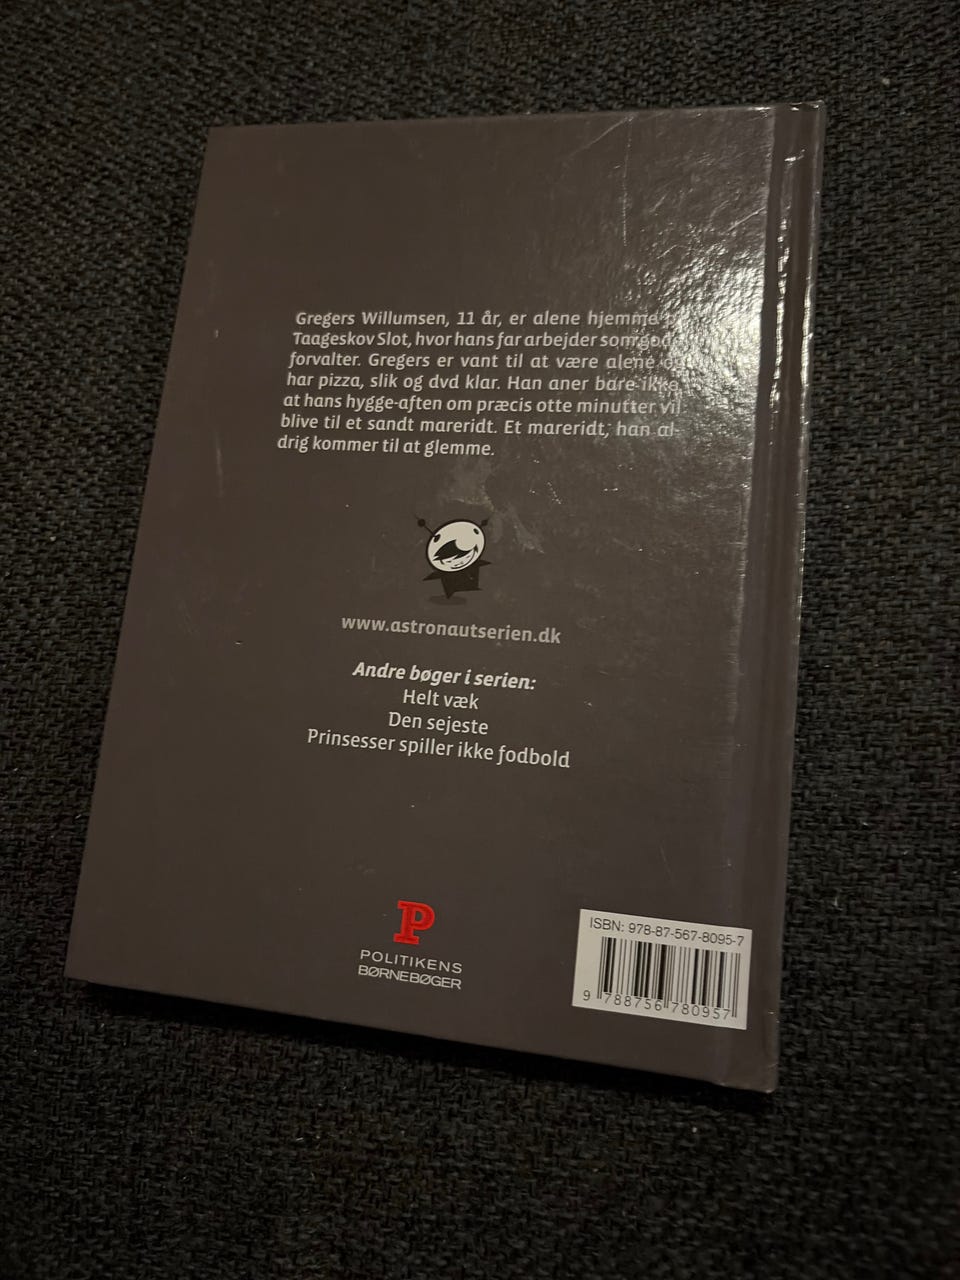 Gregers Willumsen, 11 år, er alene hjemme
Taageskov Slot, hvor hans far arbejder som gods-
forvalter. Gregers er vant til at være alene og
har pizza, slik og dvd klar. Han aner bare ikke,
at hans hygge-aften om præcis otte minutter vil
blive til et sandt mareridt. Et mareridt, han al-
drig kommer til at glemme.
www.astronautserien.dk
Andre bøger i serien:
Helt væk
Den sejeste
Prinsesser spiller ikke fodbold
P
POLITIKENS
BØRNEBØGER
ISBN: 978-87-567-8095-7
9 788756 780957